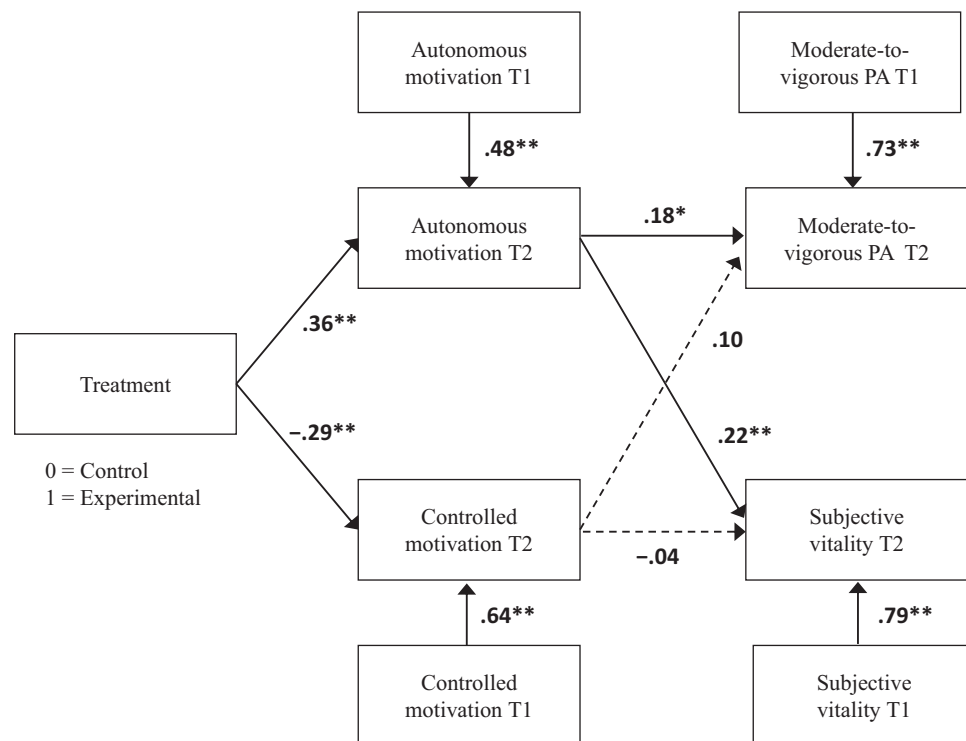 Autonomous
motivation T1
Moderate-to-
vigorous PA T1
.48**
.73**
Autonomous
motivation T2
.18*
Moderate-to-
vigorous PA T2
.36**
.10
Treatment
−.29**
.22**
0 = Control
1 = Experimental
Controlled
motivation T2
−.04
Subjective
vitality T2
.64**
.79**
Controlled
motivation T1
Subjective
vitality T1